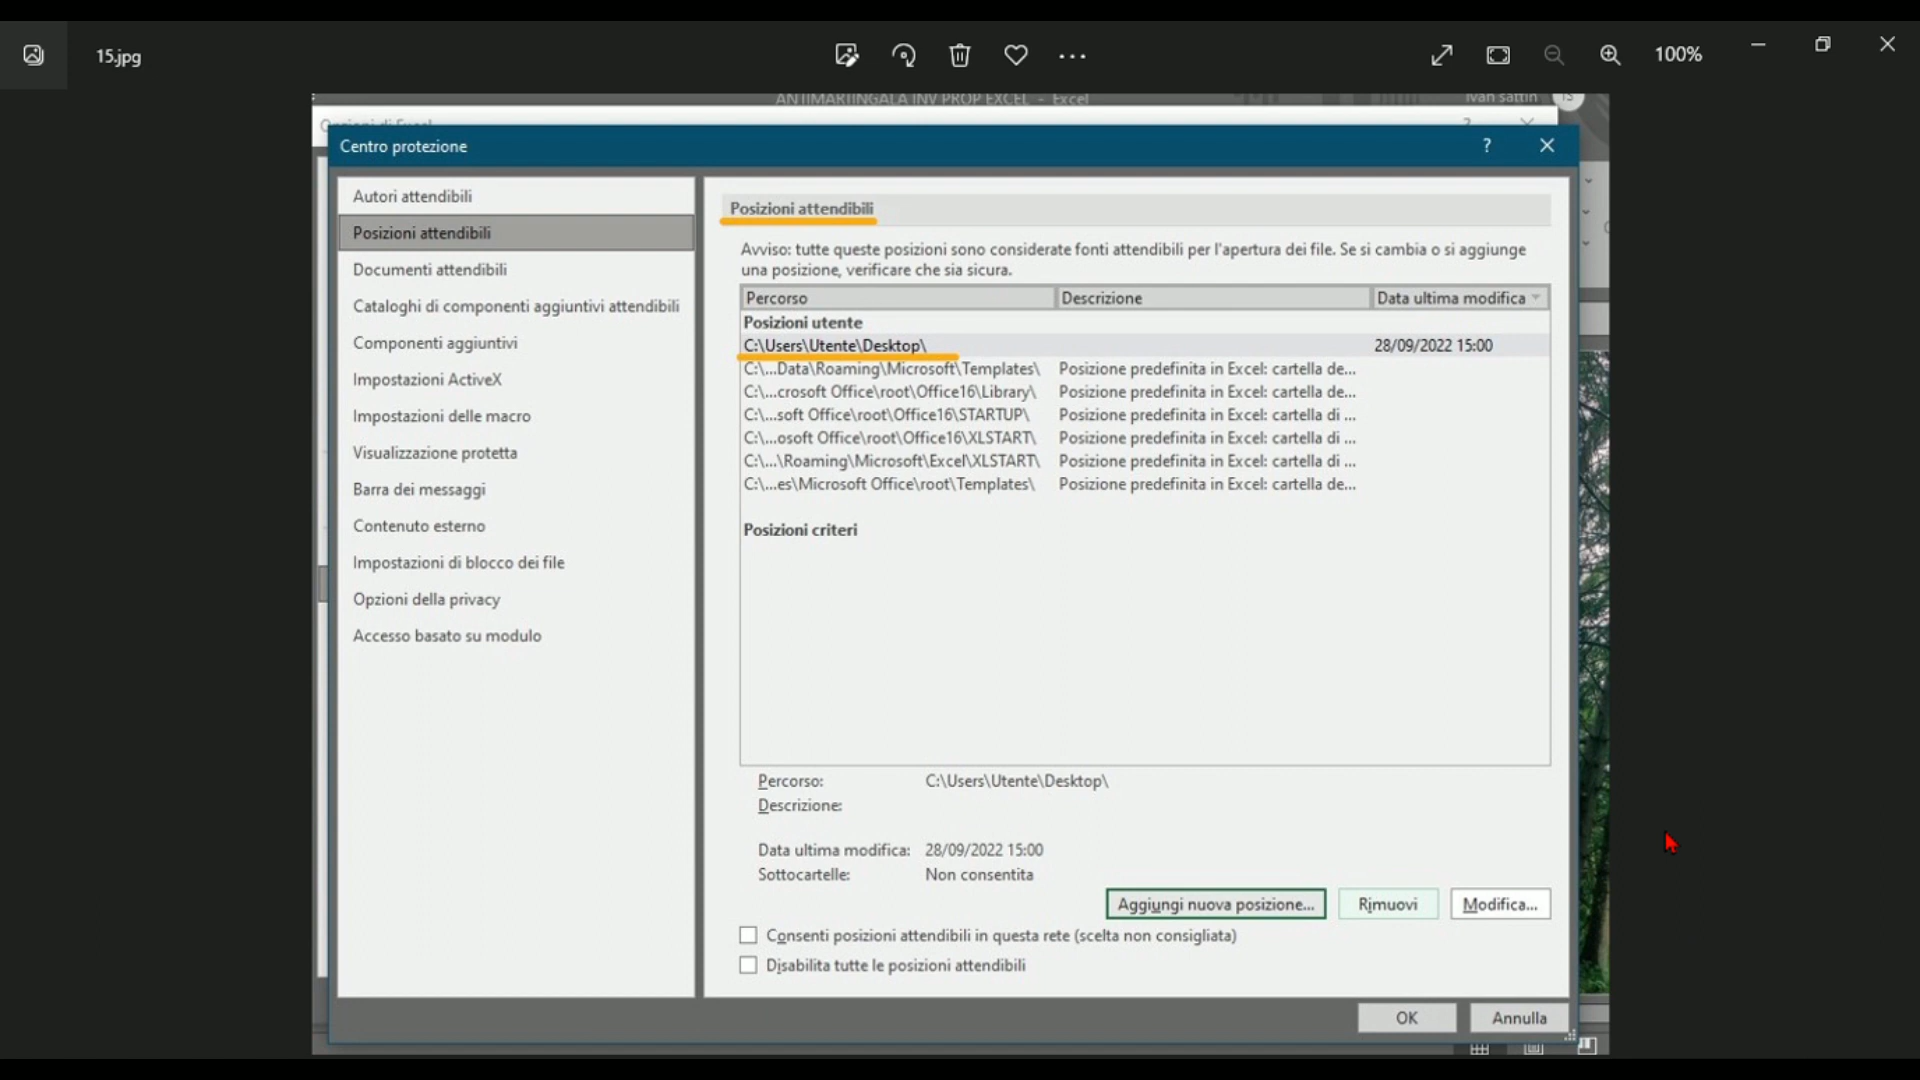 15.jpg
100%
ANTIMARTINGALA INV PROP EXCEL - Excel
Ivan sattin
Opzioni di Excel
?
Centro protezione
?
Autori attendibili
Posizioni attendibili
Documenti attendibili
Cataloghi di componenti aggiuntivi attendibili
Componenti aggiuntivi
Impostazioni ActiveX
Impostazioni delle macro
Visualizzazione protetta
Barra dei messaggi
Contenuto esterno
Impostazioni di blocco dei file
Opzioni della privacy
Accesso basato su modulo
Posizioni attendibili
Avviso: tutte queste posizioni sono considerate fonti attendibili per l'apertura dei file. Se si cambia o si aggiunge
una posizione, verificare che sia sicura.
Percorso Descrizione Data ultima modifica
Posizioni utente
C:\Users\Utente\Desktop\ 28/09/2022 15:00
C:\...Data\Roaming\Microsoft\Templates\ Posizione predefinita in Excel: cartella de...
C:\...crosoft Office\root\Office16\Library\ Posizione predefinita in Excel: cartella de...
C:\...soft Office\root\Office16\STARTUP\ Posizione predefinita in Excel: cartella di ...
C:\...osoft Office\root\Office16\XLSTART\ Posizione predefinita in Excel: cartella di ...
C:\...\Roaming\Microsoft\Excel\XLSTART\ Posizione predefinita in Excel: cartella di ...
C:\...es\Microsoft Office\root\Templates\ Posizione predefinita in Excel: cartella de...
Posizioni criteri
Percorso: C:\Users\Utente\Desktop\
Descrizione:
Data ultima modifica: 28/09/2022 15:00
Sottocartelle: Non consentita
Aggiungi nuova posizione... Rimuovi Modifica...
Consenti posizioni attendibili in questa rete (scelta non consigliata)
Disabilita tutte le posizioni attendibili
OK Annulla